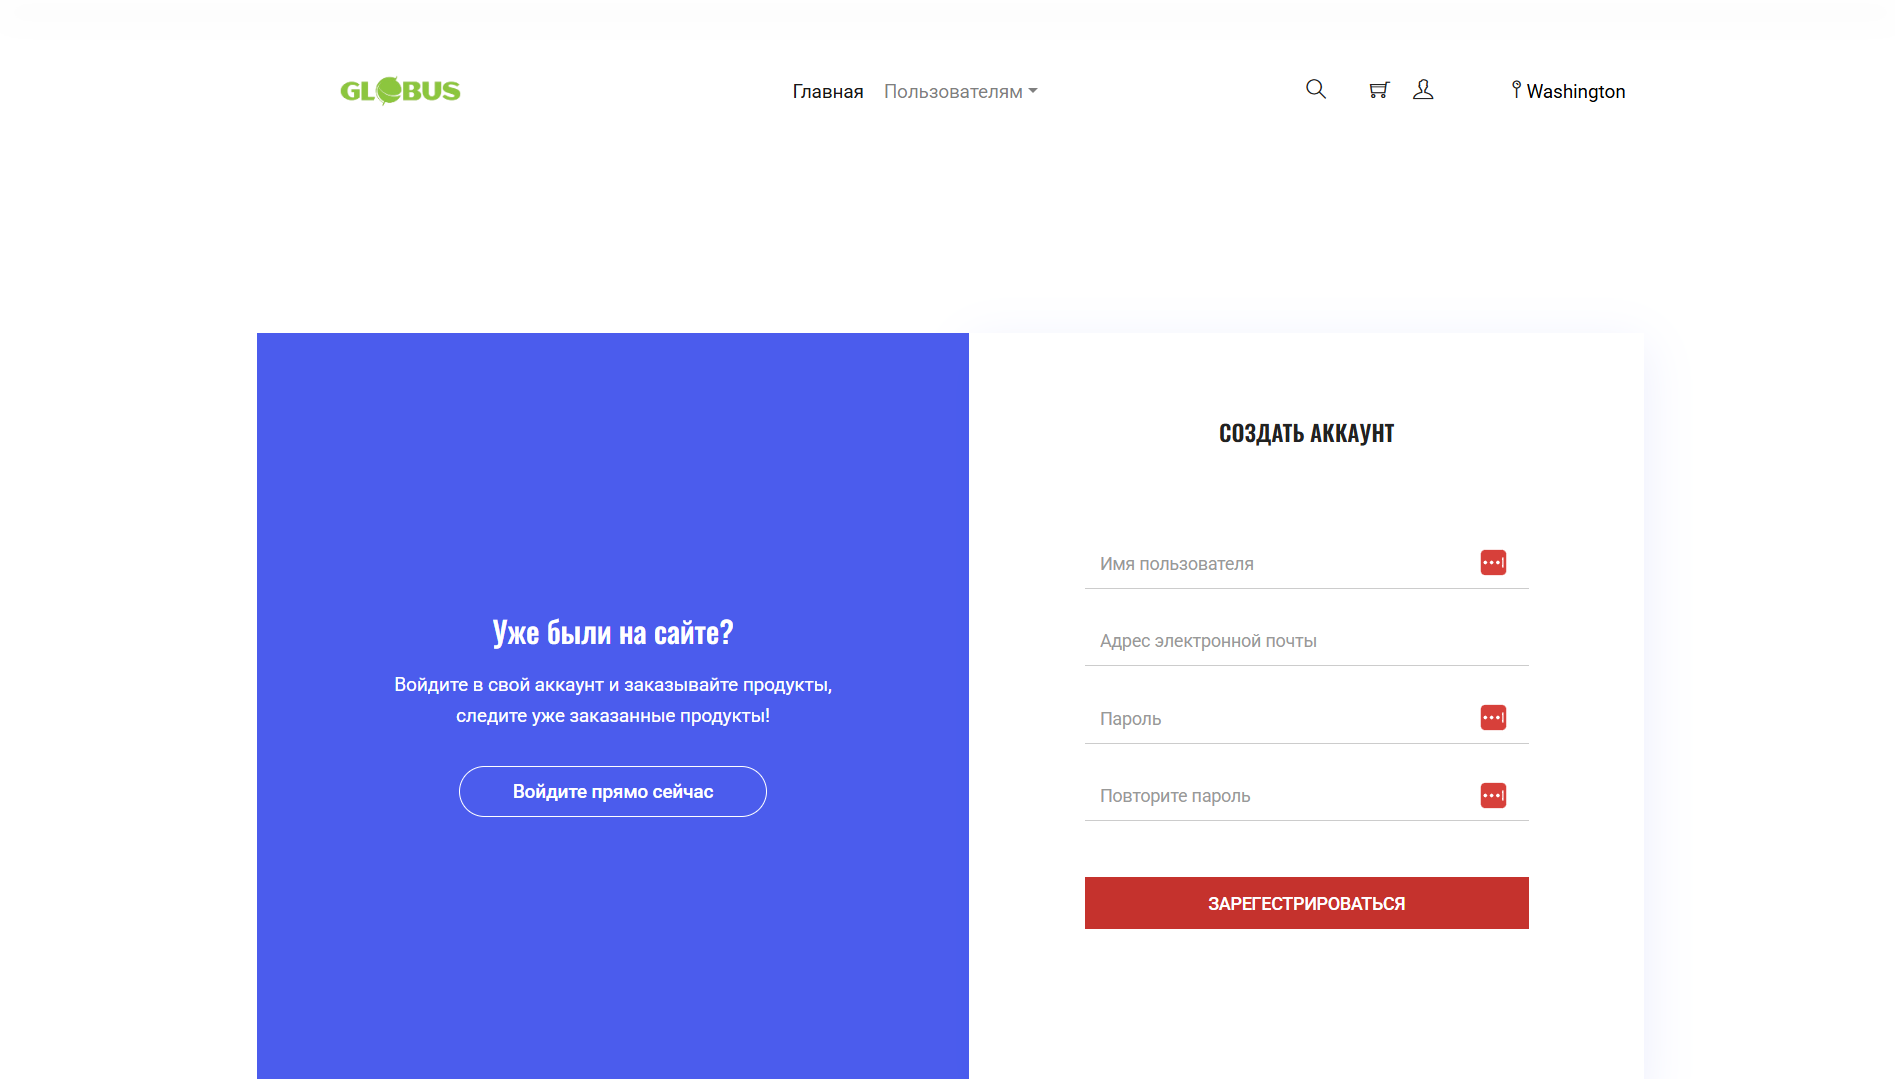 GLOBUS
Главная
Пользователям
Washington
Уже были на сайте?
Войдите в свой аккаунт и заказывайте продукты,
следите уже заказанные продукты!
Войдите прямо сейчас
СОЗДАТЬ АККАУНТ
Имя пользователя
Адрес электронной почты
Пароль
Повторите пароль
ЗАРЕГЕСТРИРОВАТЬСЯ